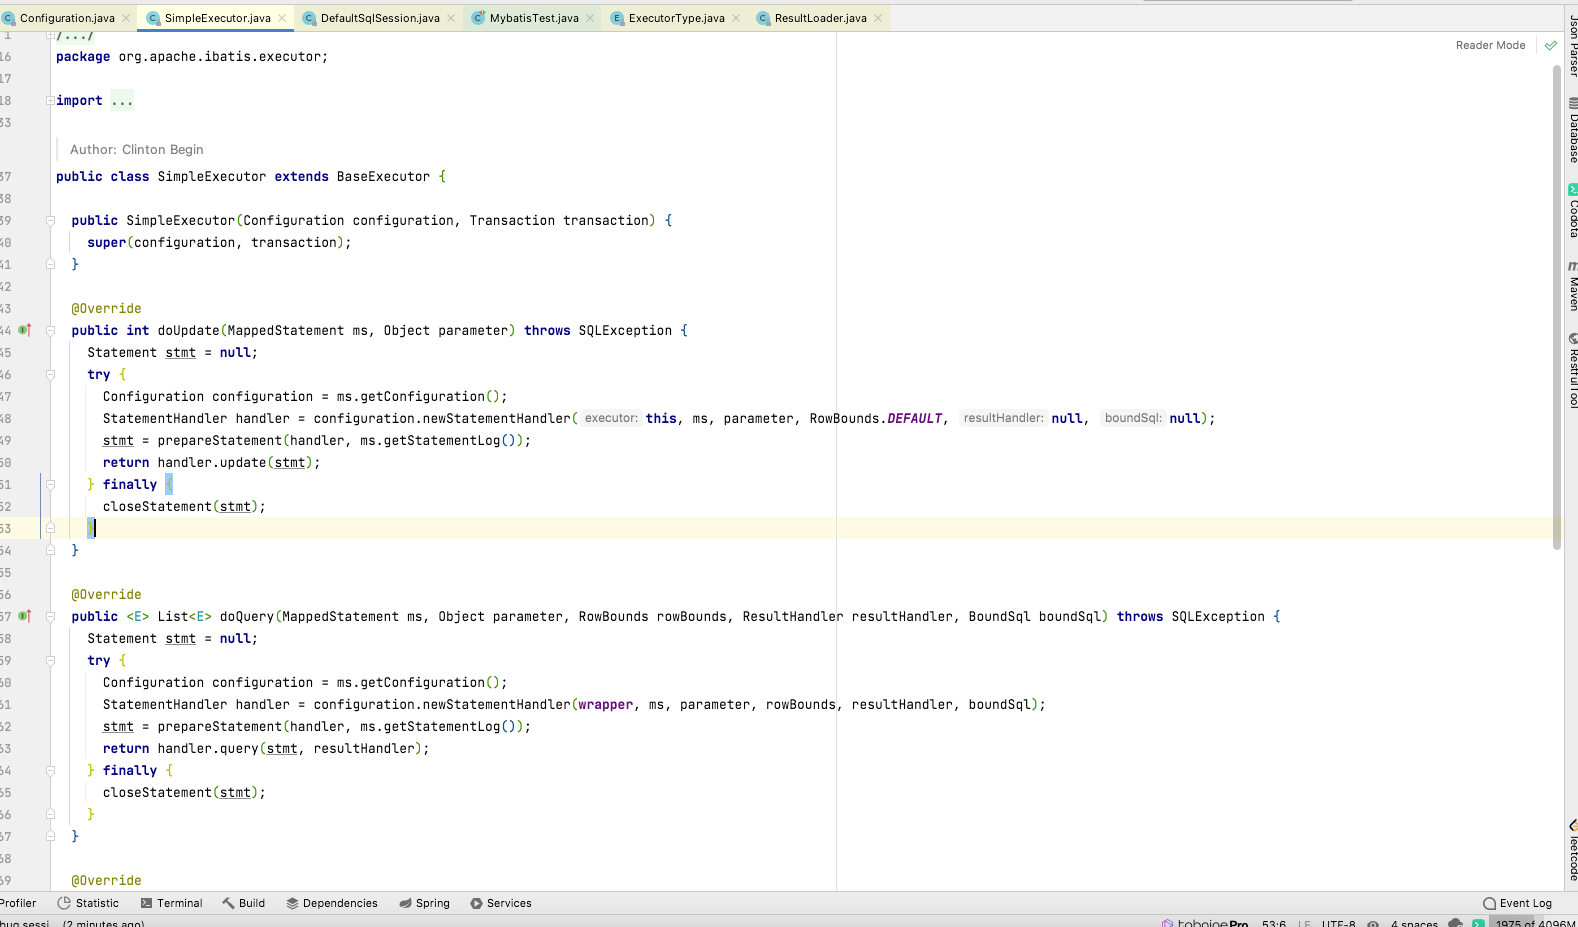 Configuration.java SimpleExecutor.java DefaultSqlSession.java MybatisTest.java ExecutorType.java ResultLoader.java
1 /.../
16 package org.apache.ibatis.executor;
Reader Mode
17
18 import ...
33
Author: Clinton Begin
37 public class SimpleExecutor extends BaseExecutor {
38
39 public SimpleExecutor(Configuration configuration, Transaction transaction) {
40 super(configuration, transaction);
41 }
42
43 @Override
44 public int doUpdate(MappedStatement ms, Object parameter) throws SQLException {
45 Statement stmt = null;
46 try {
47 Configuration configuration = ms.getConfiguration();
48 StatementHandler handler = configuration.newStatementHandler( executor: this, ms, parameter, RowBounds.DEFAULT, resultHandler: null, boundSql: null);
49 stmt = prepareStatement(handler, ms.getStatementLog());
50 return handler.update(stmt);
51 } finally {
52 closeStatement(stmt);
53 }
54 }
55
56 @Override
57 public <E> List<E> doQuery(MappedStatement ms, Object parameter, RowBounds rowBounds, ResultHandler resultHandler, BoundSql boundSql) throws SQLException {
58 Statement stmt = null;
59 try {
60 Configuration configuration = ms.getConfiguration();
61 StatementHandler handler = configuration.newStatementHandler(wrapper, ms, parameter, rowBounds, resultHandler, boundSql);
62 stmt = prepareStatement(handler, ms.getStatementLog());
63 return handler.query(stmt, resultHandler);
64 } finally {
65 closeStatement(stmt);
66 }
67 }
68
69 @Override
Json Parser
Database
Codota
Maven
RestfulTool
leetcode
Profiler Statistic Terminal Build Dependencies Spring Services Event Log
bug sessi (2 minutes ago) 53:6 LF UTF-8 4 spaces 1975 of 4096M